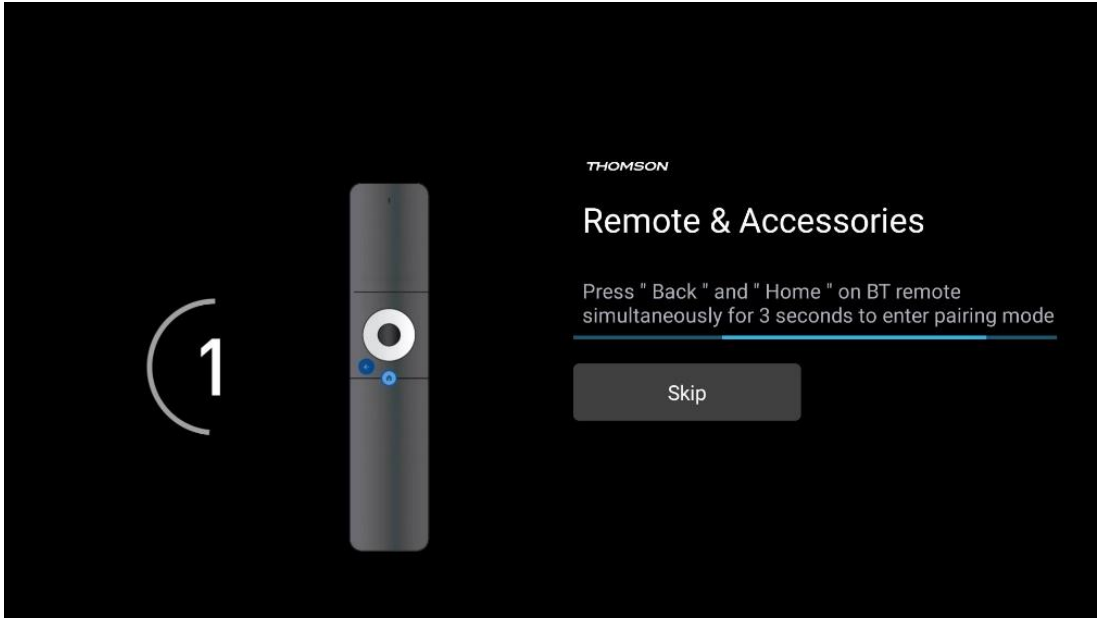 THOMSON
Remote & Accessories
Press " Back " and " Home " on BT remote
simultaneously for 3 seconds to enter pairing mode
1
Skip